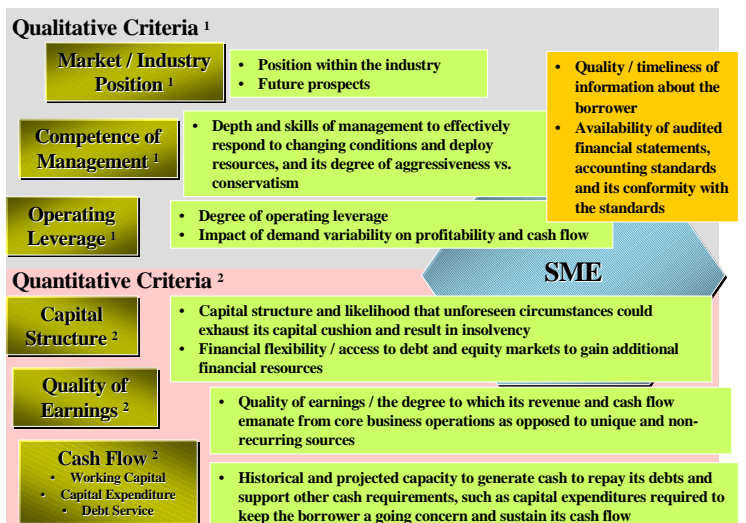 Qualitative Criteria 1
Market / Industry
Position 1
• Position within the industry
• Future prospects
• Quality / timeliness of
information about the
borrower
• Availability of audited
financial statements,
accounting standards
and its conformity with
the standards
Competence of
Management 1
• Depth and skills of management to effectively
respond to changing conditions and deploy
resources, and its degree of aggressiveness vs.
conservatism
Operating
Leverage 1
• Degree of operating leverage
• Impact of demand variability on profitability and cash flow
SME
Quantitative Criteria 2
Capital
Structure 2
• Capital structure and likelihood that unforeseen circumstances could
exhaust its capital cushion and result in insolvency
• Financial flexibility / access to debt and equity markets to gain additional
financial resources
Quality of
Earnings 2
• Quality of earnings / the degree to which its revenue and cash flow
emanate from core business operations as opposed to unique and non-
recurring sources
Cash Flow 2
• Working Capital
• Capital Expenditure
• Debt Service
• Historical and projected capacity to generate cash to repay its debts and
support other cash requirements, such as capital expenditures required to
keep the borrower a going concern and sustain its cash flow